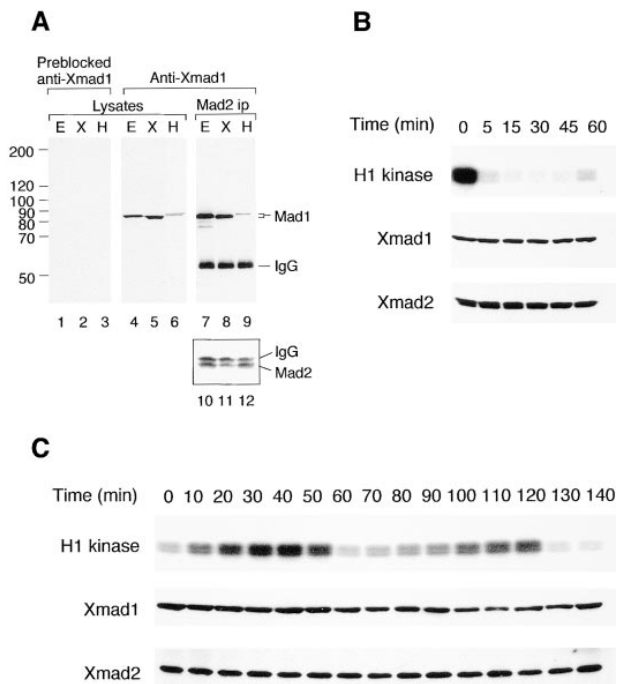 A
Preblocked
anti-Xmad1
Anti-Xmad1
Lysates
Mad2 ip
E X H E X H E X H
200
120
100
90
80
70
50
Mad1
IgG
1 2 3 4 5 6 7 8 9
IgG
Mad2
10 11 12
B
Time (min) 0 5 15 30 45 60
H1 kinase
Xmad1
Xmad2
C
Time (min) 0 10 20 30 40 50 60 70 80 90 100 110 120 130 140
H1 kinase
Xmad1
Xmad2